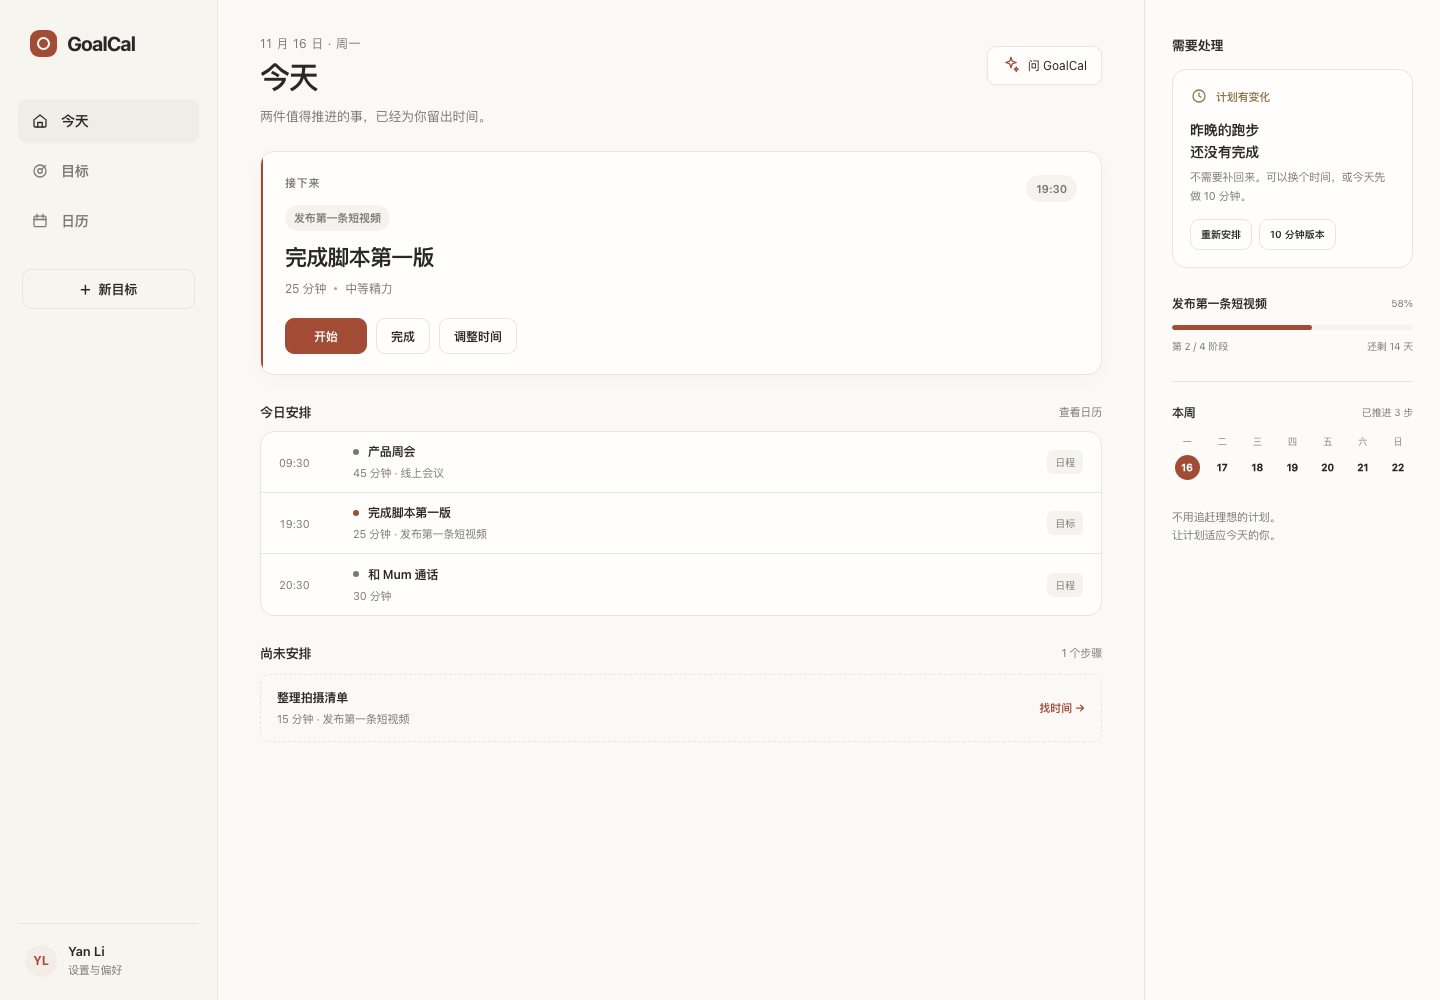 GoalCal
今天
目标
日历
+ 新目标
YL
Yan Li
设置与偏好
11 月 16 日 · 周一
今天
两件值得推进的事，已经为你留出时间。
问 GoalCal
接下来
19:30
发布第一条短视频
完成脚本第一版
25 分钟 • 中等精力
开始
完成
调整时间
今日安排
查看日历
09:30
产品周会
45 分钟 · 线上会议
日程
19:30
完成脚本第一版
25 分钟 · 发布第一条短视频
目标
20:30
和 Mum 通话
30 分钟
日程
尚未安排
1 个步骤
整理拍摄清单
15 分钟 · 发布第一条短视频
找时间 →
需要处理
计划有变化
昨晚的跑步
还没有完成
不需要补回来。可以换个时间，或今天先
做 10 分钟。
重新安排
10 分钟版本
发布第一条短视频
58%
第 2 / 4 阶段
还剩 14 天
本周
已推进 3 步
一 二 三 四 五 六 日
16 17 18 19 20 21 22
不用追赶理想的计划。
让计划适应今天的你。